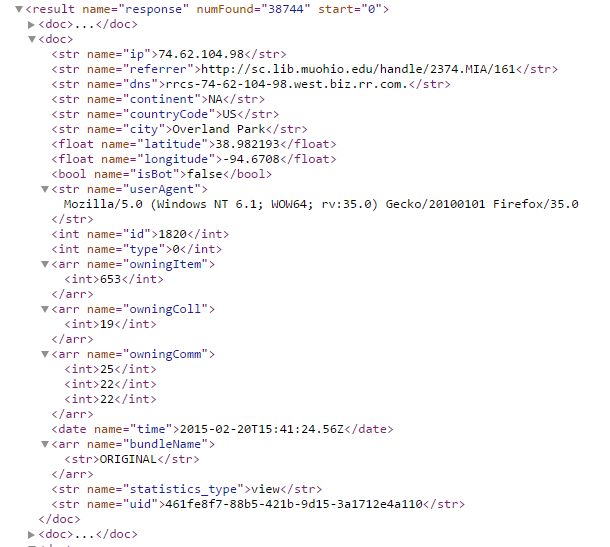 <result name="response" numFound="38744" start="0">
<doc>...</doc>
<doc>
<str name="ip">74.62.104.98</str>
<str name="referrer">http://sc.lib.muohio.edu/handle/2374.MIA/161</str>
<str name="dns">rrcs-74-62-104-98.west.biz.rr.com.</str>
<str name="continent">NA</str>
<str name="countryCode">US</str>
<str name="city">Overland Park</str>
<float name="latitude">38.982193</float>
<float name="longitude">-94.6708</float>
<bool name="isBot">false</bool>
<str name="userAgent">
Mozilla/5.0 (Windows NT 6.1; WOW64; rv:35.0) Gecko/20100101 Firefox/35.0
</str>
<int name="id">1820</int>
<int name="type">0</int>
<arr name="owningItem">
<int>653</int>
</arr>
<arr name="owningColl">
<int>19</int>
</arr>
<arr name="owningComm">
<int>25</int>
<int>22</int>
<int>22</int>
</arr>
<date name="time">2015-02-20T15:41:24.56Z</date>
<arr name="bundleName">
<str>ORIGINAL</str>
</arr>
<str name="statistics_type">view</str>
<str name="uid">461fe8f7-88b5-421b-9d15-3a1712e4a110</str>
</doc>
<doc>...</doc>